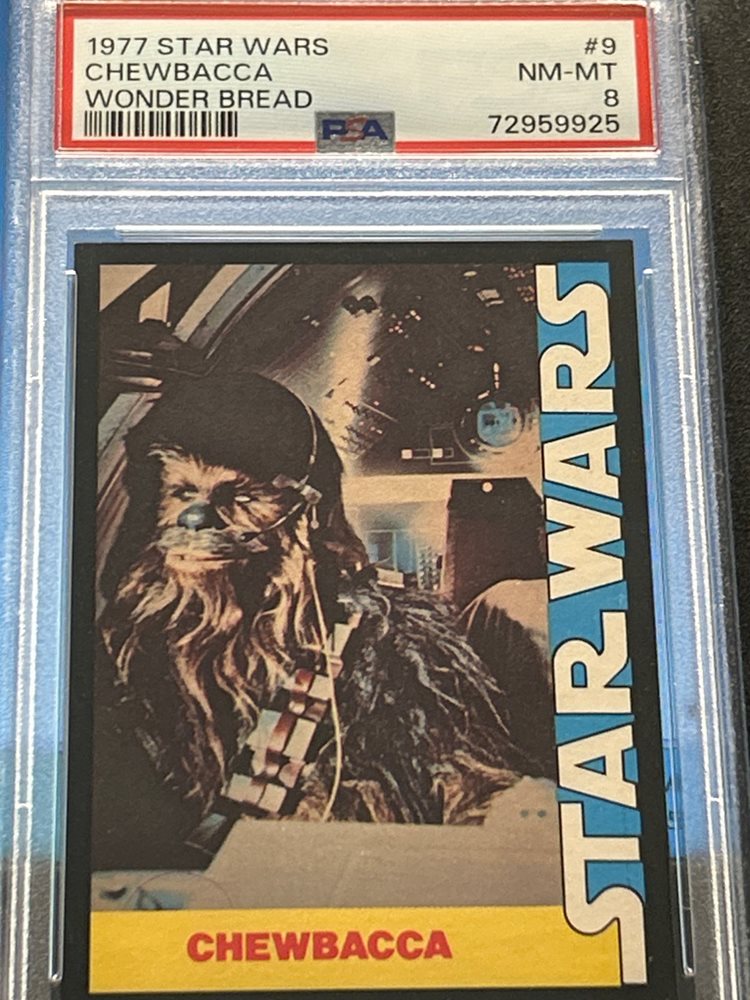 1977 STAR WARS #9
CHEWBACCA NM-MT
WONDER BREAD 8
PSA 72959925
STAR WARS
CHEWBACCA